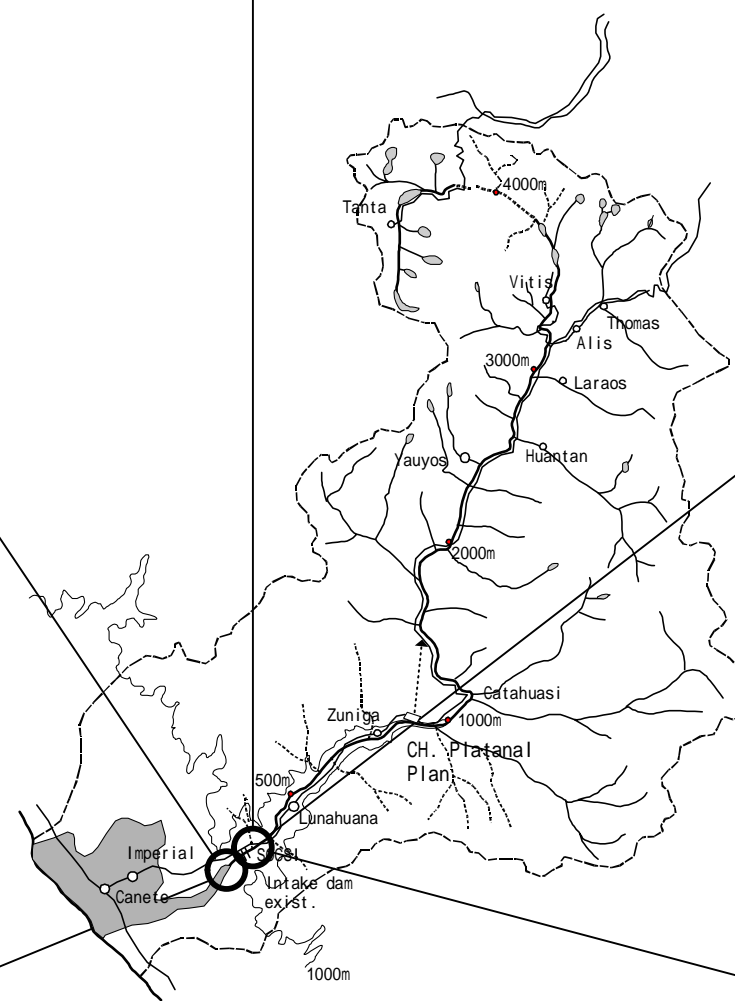 4000m
Tanta
Vitis
Thomas
Alis
3000m
Laraos
Yauyos
Huantan
2000m
Catahuasi
Zuniga
1000m
CH. Platanal
Plan
500m
Lunahuana
Imperial
SOCSI
Canete
Intake dam
exist.
1000m